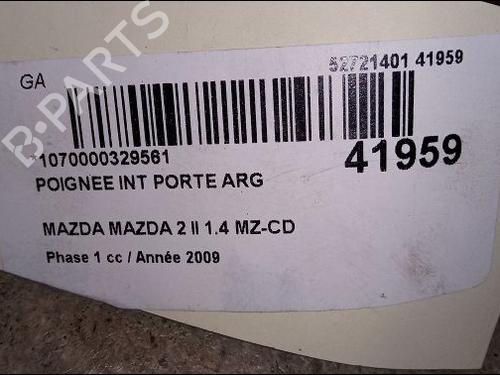 GA
52721401 41959
*1070000329561
41959
POIGNEE INT PORTE ARG
MAZDA MAZDA 2 II 1.4 MZ-CD
Phase 1 cc / Année 2009
B-PARTS